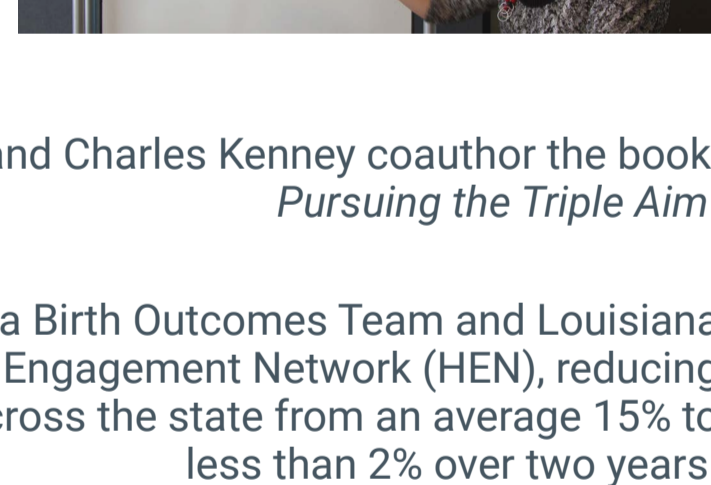 and Charles Kenney coauthor the book
Pursuing the Triple Aim
a Birth Outcomes Team and Louisiana
Engagement Network (HEN), reducing
cross the state from an average 15% to
less than 2% over two years